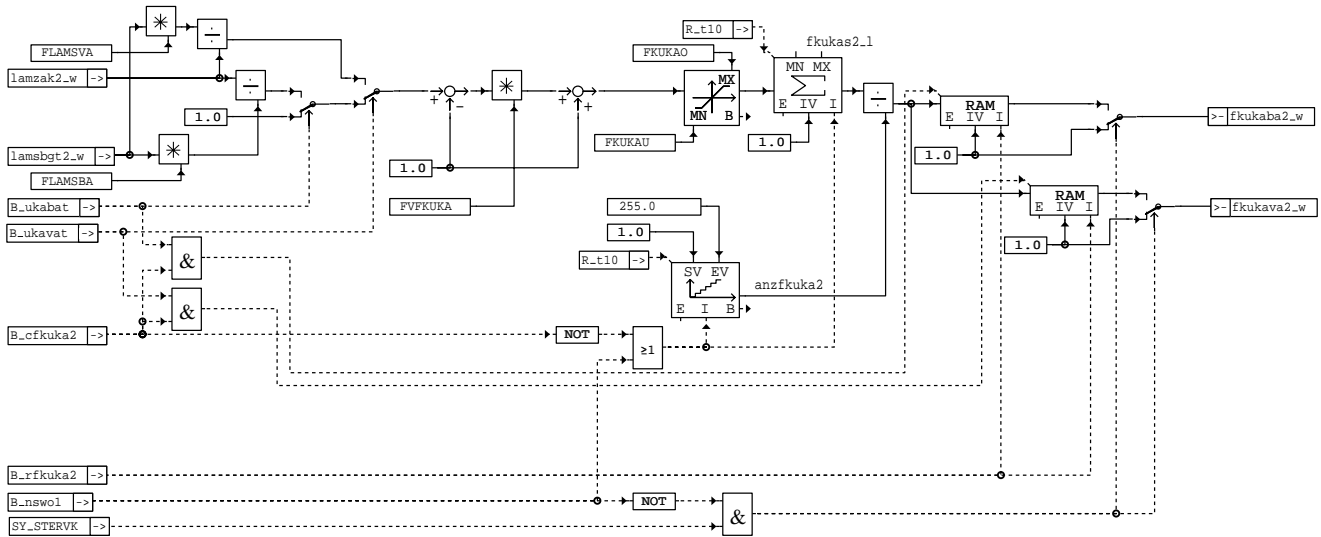 FLAMSVA
lamzak2_w ->
1.0
lamsbgt2_w ->
FLAMSBA
B_ukabat ->
B_ukavat ->
&
&
B_cfkuka2 ->
B_rfkuka2 ->
B_nswol ->
SY_STERVK ->
1.0
FVFKUKA
R_t10 ->
fkukas2_l
FKUKAO
MX
MN B
FKUKAU
MN MX
E IV I
1.0
255.0
1.0
R_t10 ->
SV EV
E I B
anzfkuka2
NOT
≥1
NOT
&
RAM
E IV I
1.0
RAM
E IV I
1.0
>- fkukaba2_w
>- fkukava2_w